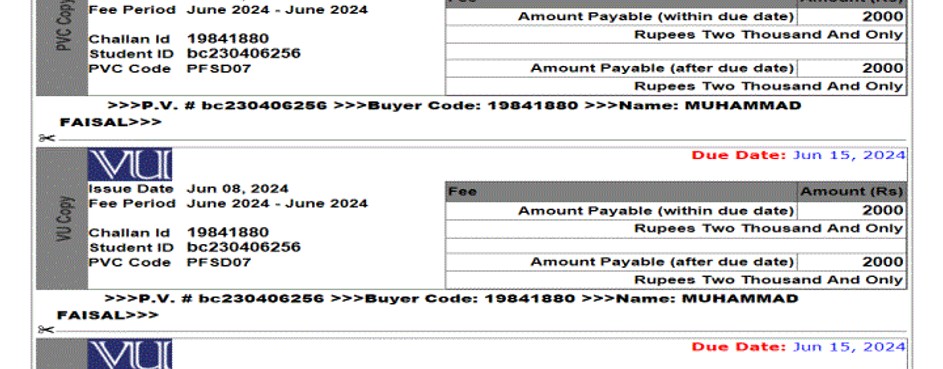 PVC Copy
Fee Amount (Rs)
Fee Period June 2024 - June 2024
Amount Payable (within due date) 2000
Rupees Two Thousand And Only
Challan Id 19841880
Student ID bc230406256
PVC Code PFSD07
Amount Payable (after due date) 2000
Rupees Two Thousand And Only
>>>P.V. # bc230406256 >>>Buyer Code: 19841880 >>>Name: MUHAMMAD
FAISAL>>>
VU Copy
VU
Due Date: Jun 15, 2024
Issue Date Jun 08, 2024
Fee Amount (Rs)
Fee Period June 2024 - June 2024
Amount Payable (within due date) 2000
Rupees Two Thousand And Only
Challan Id 19841880
Student ID bc230406256
PVC Code PFSD07
Amount Payable (after due date) 2000
Rupees Two Thousand And Only
>>>P.V. # bc230406256 >>>Buyer Code: 19841880 >>>Name: MUHAMMAD
FAISAL>>>
VU
Due Date: Jun 15, 2024